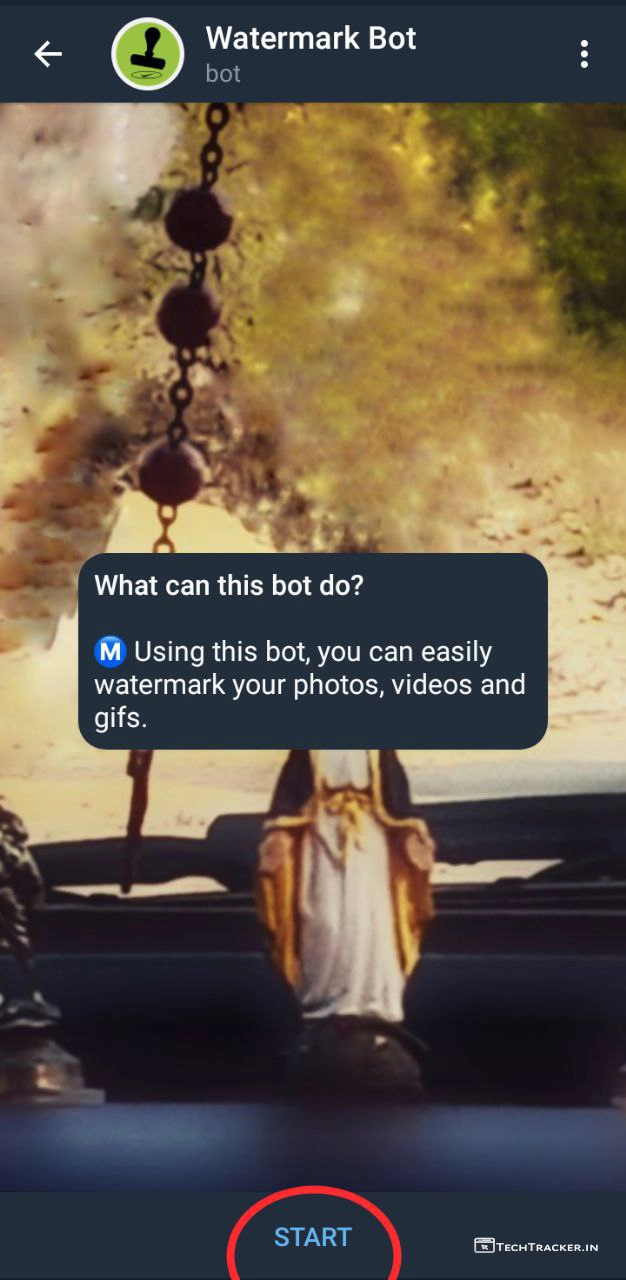 Watermark Bot
bot
What can this bot do?
Ⓜ️ Using this bot, you can easily
watermark your photos, videos and
gifs.
START
TECHTRACKER.IN